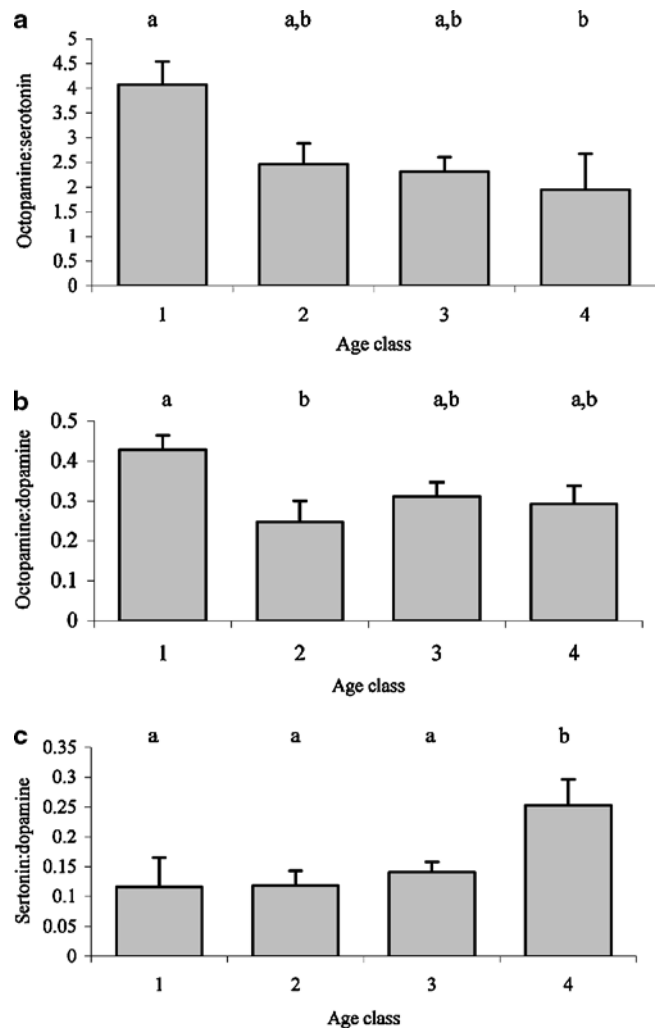 a
a a,b a,b b
5
4.5
4
3.5
3
2.5
2
1.5
1
0.5
0
Octopamine:serotonin
1 2 3 4
Age class
b
a b a,b a,b
0.5
0.4
0.3
0.2
0.1
0
Octopamine:dopamine
1 2 3 4
Age class
c
a a a b
0.35
0.3
0.25
0.2
0.15
0.1
0.05
0
Sertonin:dopamine
1 2 3 4
Age class